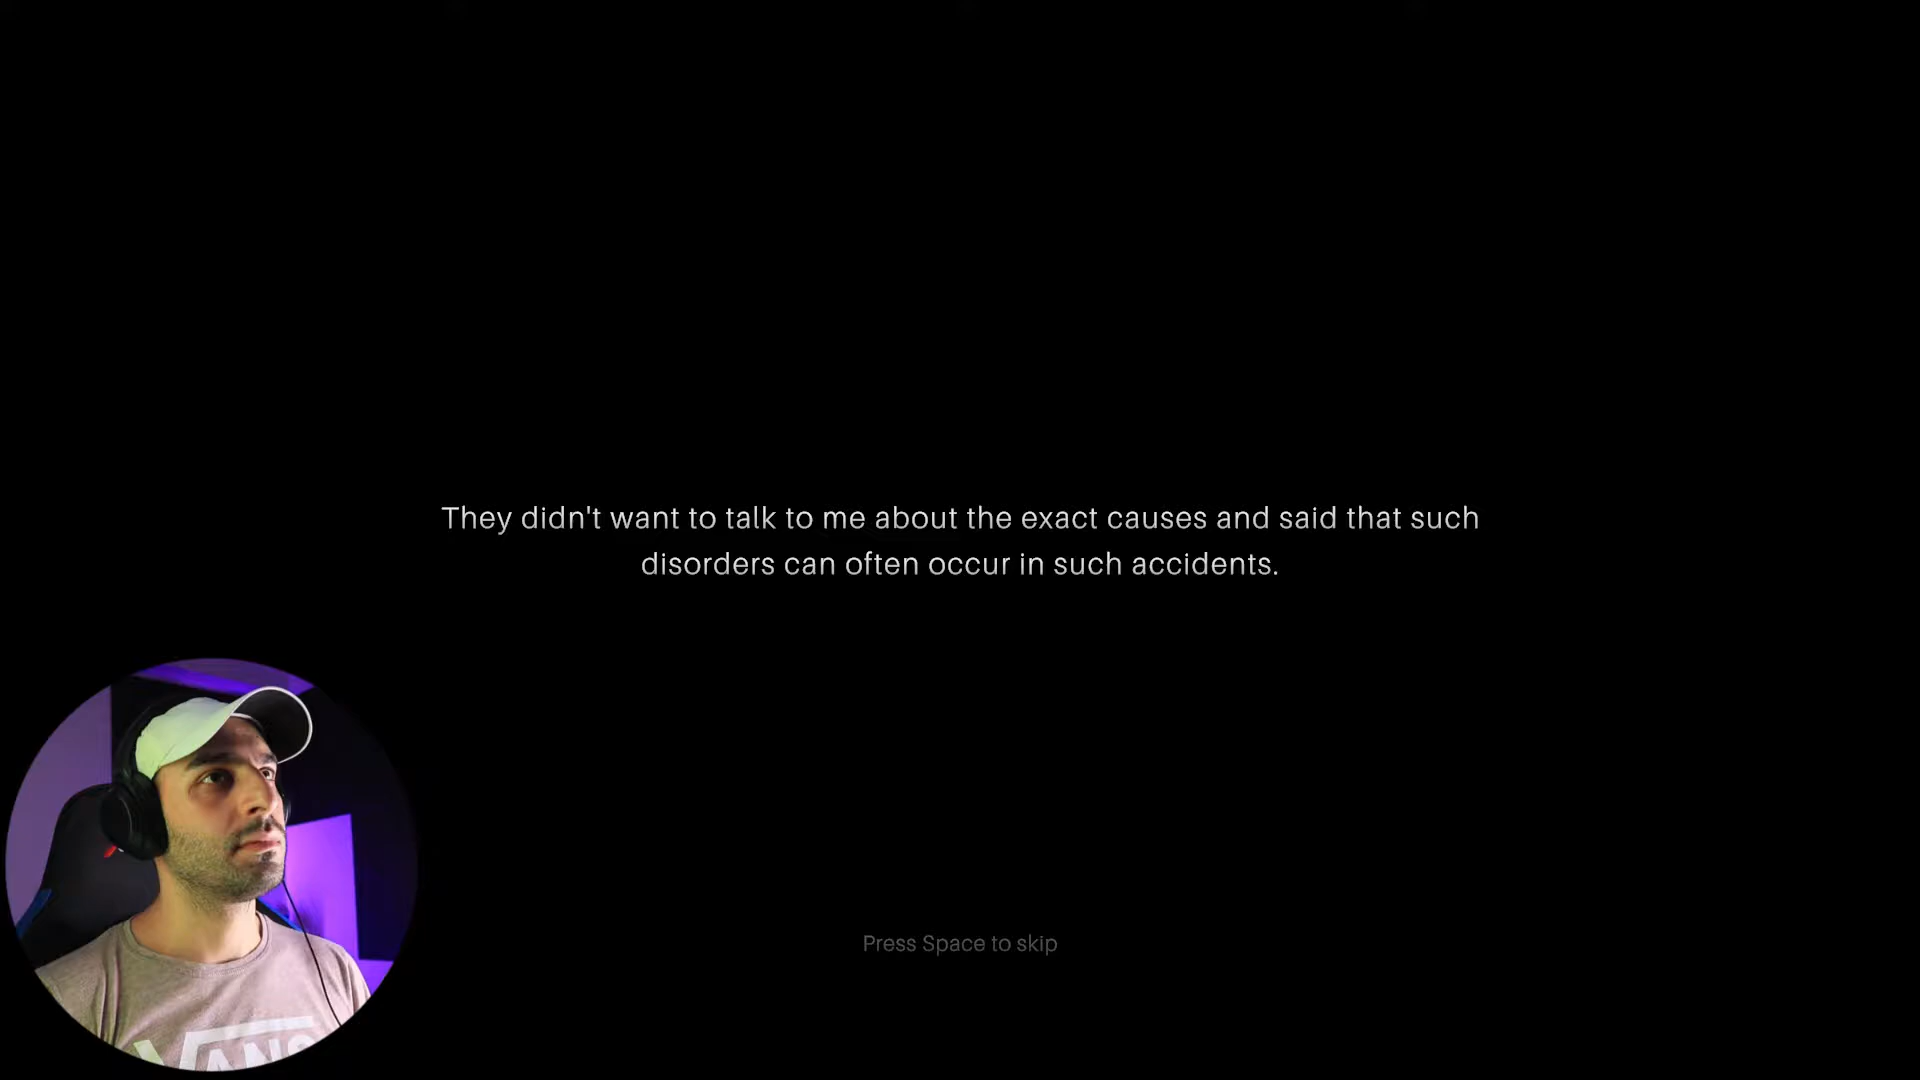 They didn't want to talk to me about the exact causes and said that such
disorders can often occur in such accidents.
Press Space to skip
VANS